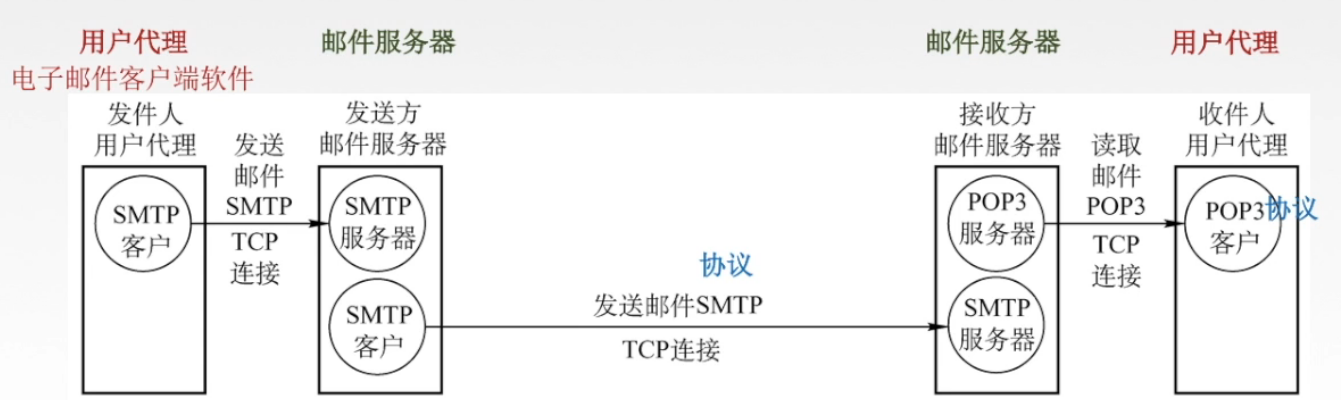 用户代理
邮件服务器
邮件服务器
用户代理
电子邮件客户端软件
发件人
用户代理
发送
邮件
SMTP
TCP
连接
发送方
邮件服务器
接收方
邮件服务器
读取
邮件
POP3
TCP
连接
收件人
用户代理
SMTP
客户
SMTP
服务器
SMTP
客户
协议
发送邮件SMTP
TCP连接
POP3
服务器
SMTP
服务器
POP3
客户
协议